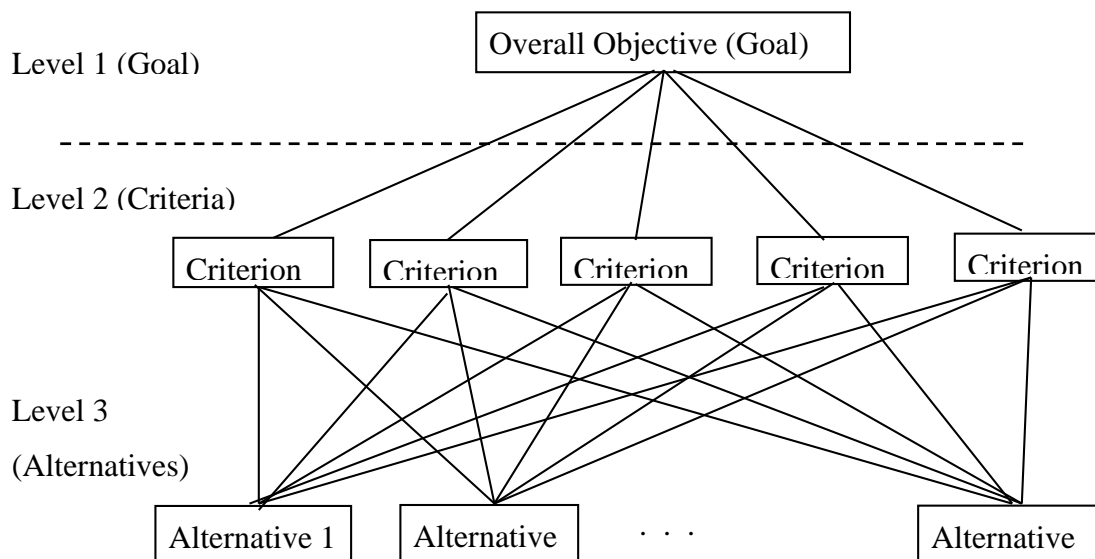 Overall Objective (Goal)
Level 1 (Goal)
Level 2 (Criteria)
Criterion
Criterion
Criterion
Criterion
Criterion
Level 3
(Alternatives)
Alternative 1
Alternative
. . .
Alternative